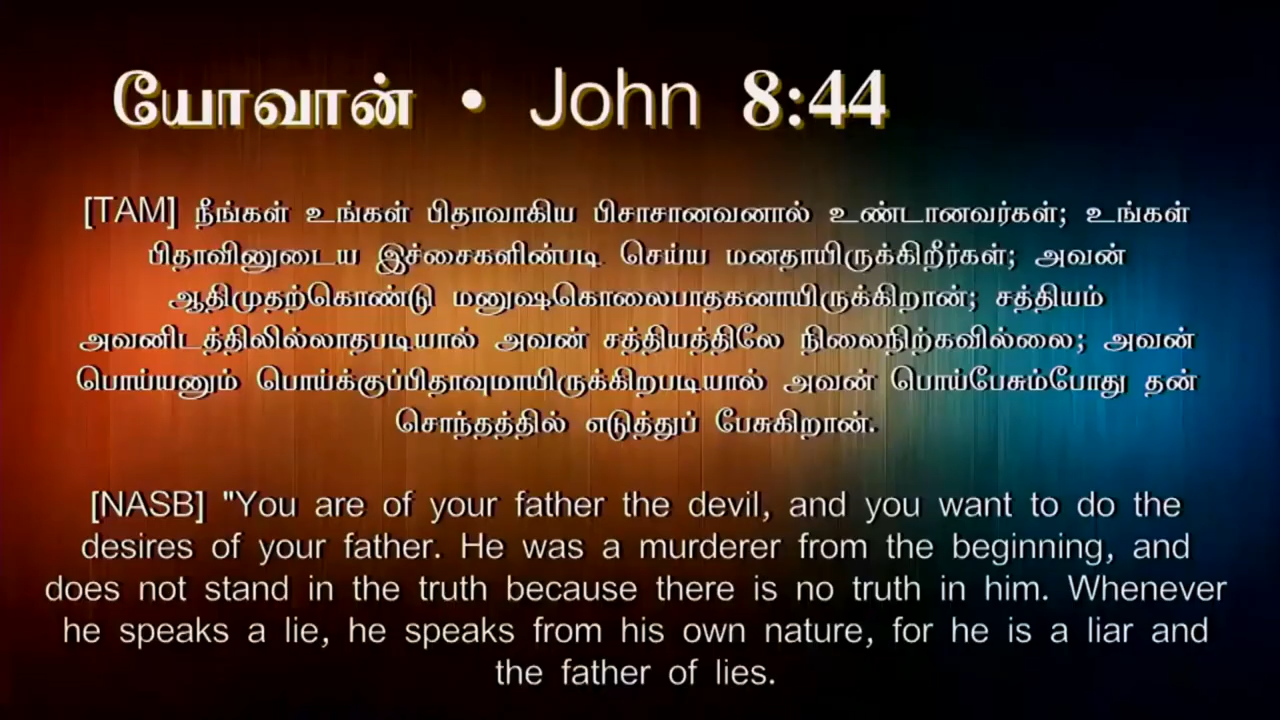 யோவான் • John 8:44
[TAM] நீங்கள் உங்கள் பிதாவாகிய பிசாசானவனால் உண்டானவர்கள்; உங்கள்
பிதாவினுடைய இச்சைகளின்படி செய்ய மனதாயிருக்கிறீர்கள்; அவன்
ஆதிமுதற்கொண்டு மனுஷகொலைபாதகனாயிருக்கிறான்; சத்தியம்
அவனிடத்திலில்லாதபடியால் அவன் சத்தியத்திலே நிலைநிற்கவில்லை; அவன்
பொய்யனும் பொய்க்குப்பிதாவுமாயிருக்கிறபடியால் அவன் பொய்பேசும்போது தன்
சொந்தத்தில் எடுத்துப் பேசுகிறான்.
[NASB] "You are of your father the devil, and you want to do the
desires of your father. He was a murderer from the beginning, and
does not stand in the truth because there is no truth in him. Whenever
he speaks a lie, he speaks from his own nature, for he is a liar and
the father of lies.